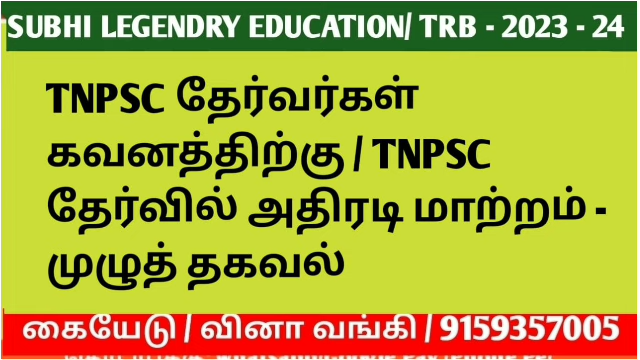 SUBHI LEGENDRY EDUCATION/ TRB - 2023 - 24
TNPSC தேர்வர்கள்
கவனத்திற்கு / TNPSC
தேர்வில் அதிரடி மாற்றம் -
முழுத் தகவல்
கையேடு / வினா வங்கி / 9159357005